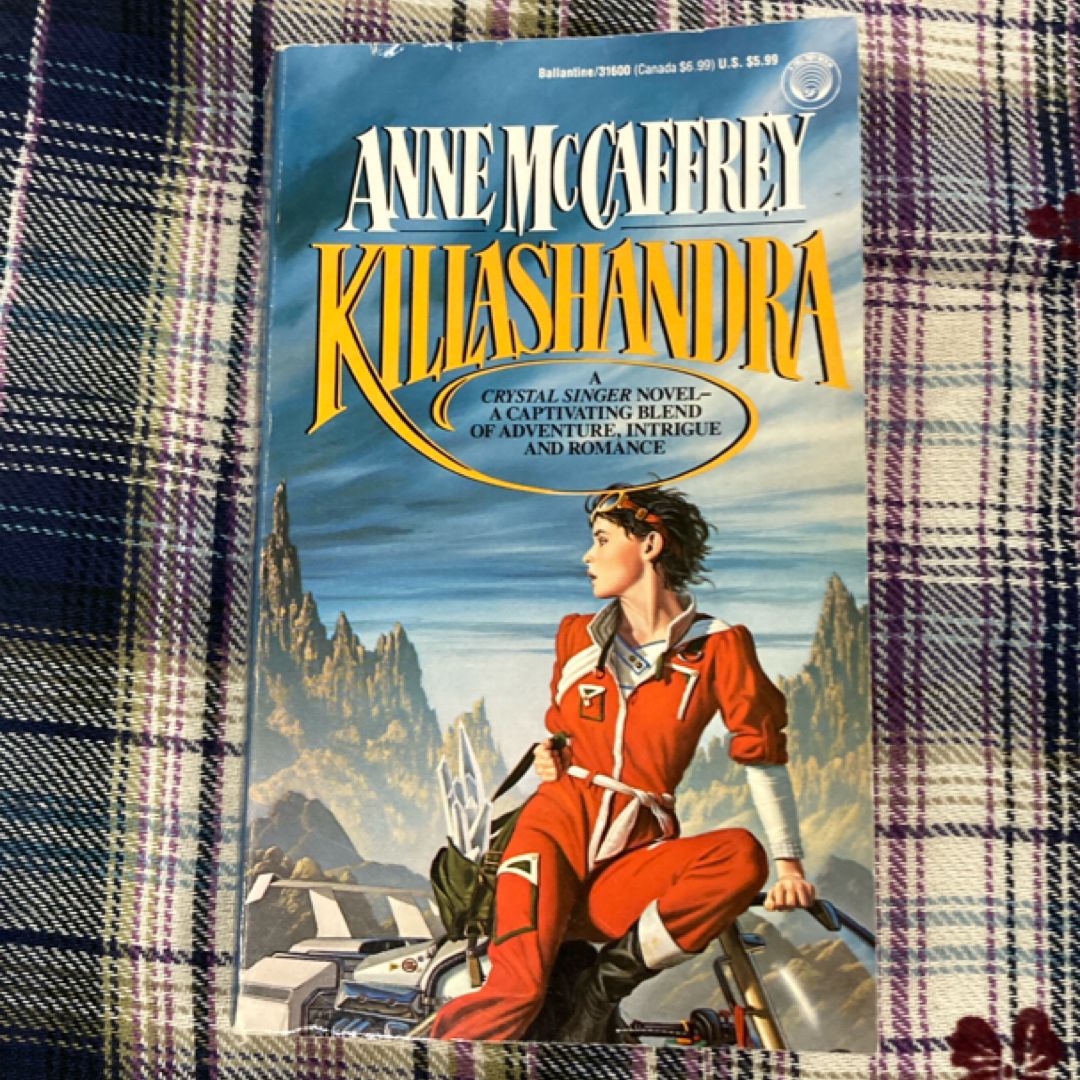 Ballantine/31600 (Canada $6.99) U.S. $5.99
ANNE McCAFFREY
KILLASHANDRA
A
CRYSTAL SINGER NOVEL–
A CAPTIVATING BLEND
OF ADVENTURE, INTRIGUE
AND ROMANCE